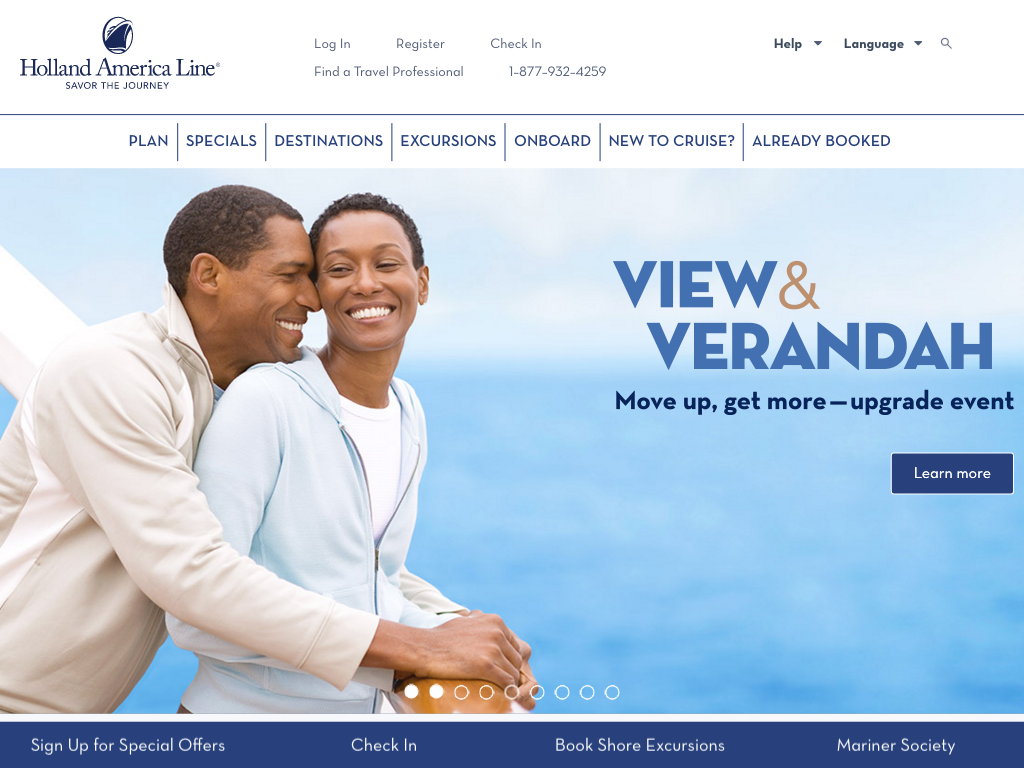 Holland America Line®
SAVOR THE JOURNEY
Log In
Register
Check In
Find a Travel Professional
1-877-932-4259
Help
Language
PLAN
SPECIALS
DESTINATIONS
EXCURSIONS
ONBOARD
NEW TO CRUISE?
ALREADY BOOKED
VIEW &
VERANDAH
Move up, get more—upgrade event
Learn more
Sign Up for Special Offers
Check In
Book Shore Excursions
Mariner Society